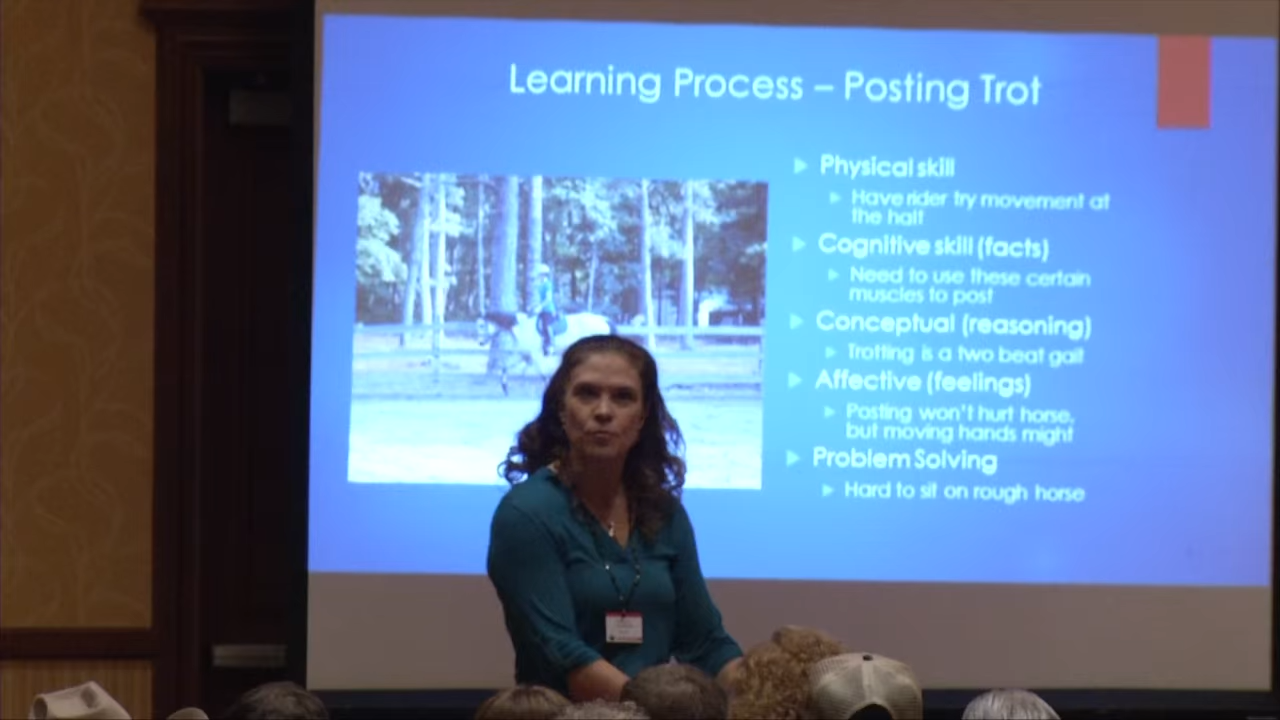 Learning Process – Posting Trot
Physical skill
Have rider try movement at
the halt
Cognitive skill (facts)
Need to use these certain
muscles to post
Conceptual (reasoning)
Trotting is a two beat gait
Affective (feelings)
Posting won't hurt horse,
but moving hands might
Problem Solving
Hard to sit on rough horse